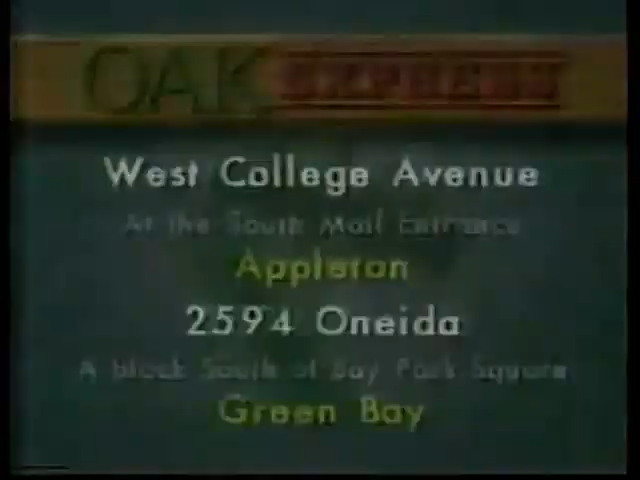 OAK EXPRESS
West College Avenue
At the South Mall Entrance
Appleton
2594 Oneida
A block South of Bay Park Square
Green Bay